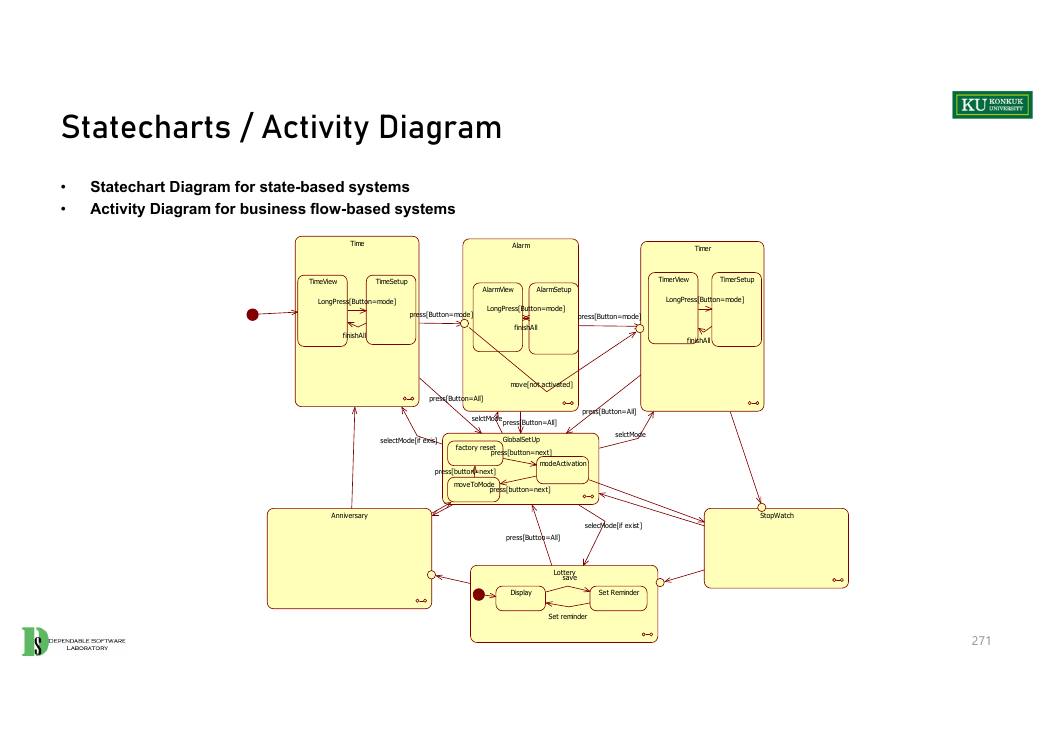 KU KONKUK
UNIVERSITY
Statecharts / Activity Diagram
• Statechart Diagram for state-based systems
• Activity Diagram for business flow-based systems
Time
Alarm
Timer
TimeView
TimeSetup
AlarmView
AlarmSetup
TimerView
TimerSetup
LongPress[Button=mode]
LongPress[Button=mode]
LongPress[Button=mode]
press[Button=mode]
press[Button=mode]
finishAll
finishAll
finishAll
move[not activated]
press[Button=All]
selctMode
press[Button=All]
press[Button=All]
selectMode[if exis]
GlobalSetUp
selctMode
factory reset
press[button=next]
modeActivation
press[button=next]
moveToMode
press[button=next]
Anniversary
StopWatch
selecMode[if exist]
press[Button=All]
Lottery
save
Display
Set Reminder
Set reminder
DS DEPENDABLE SOFTWARE
LABORATORY
271